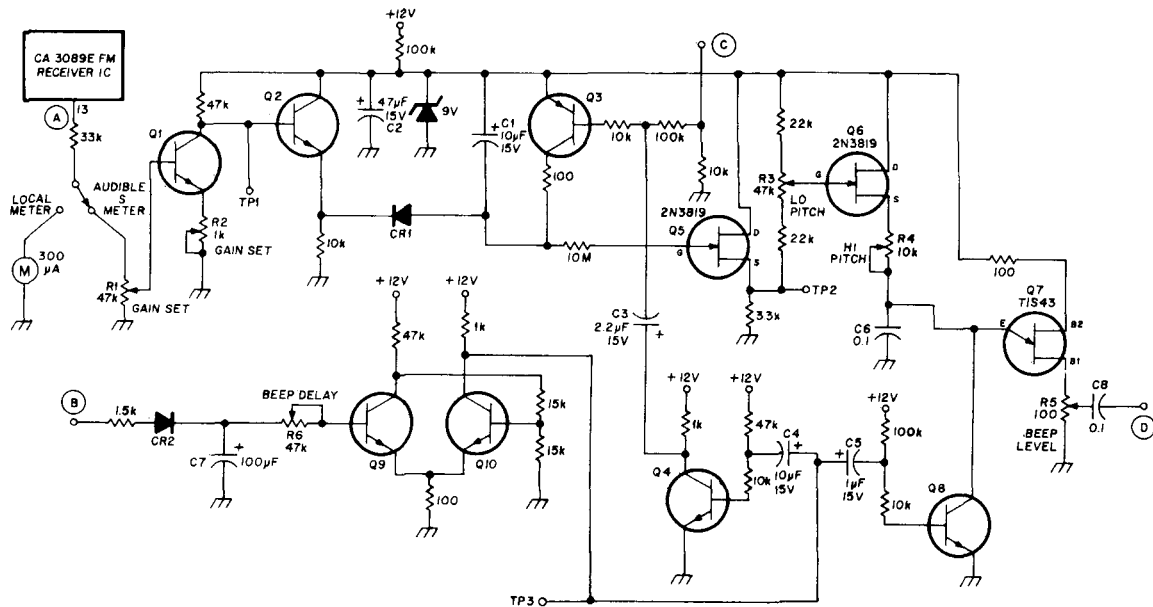 +12V
100k
CA 3089E FM
RECEIVER IC
13
A
33k
47k
Q1
Q2
47µF
15V
C2
9V
C1
10µF
15V
Q3
10k
100k
C
10k
100
22k
R3
47k
LO
PITCH
22k
Q6
2N3819
G
D
S
LOCAL
METER
AUDIBLE
S
METER
TP1
R2
1k
GAIN SET
10k
CR1
10M
2N3819
Q5
G
D
S
TP2
3.3k
HI
PITCH
R4
10k
100
Q7
TIS43
E
B2
B1
M
300
µA
R1
47k
GAIN SET
C3
2.2µF
15V
C6
0.1
R5
100
BEEP
LEVEL
C8
0.1
D
+12V
47k
+12V
1k
B
1.5k
CR2
BEEP DELAY
R6
47k
C7
100µF
Q9
Q10
15k
15k
100
+12V
1k
+12V
47k
Q4
10k
C4
10µF
15V
C5
1µF
15V
+12V
100k
10k
Q8
TP3